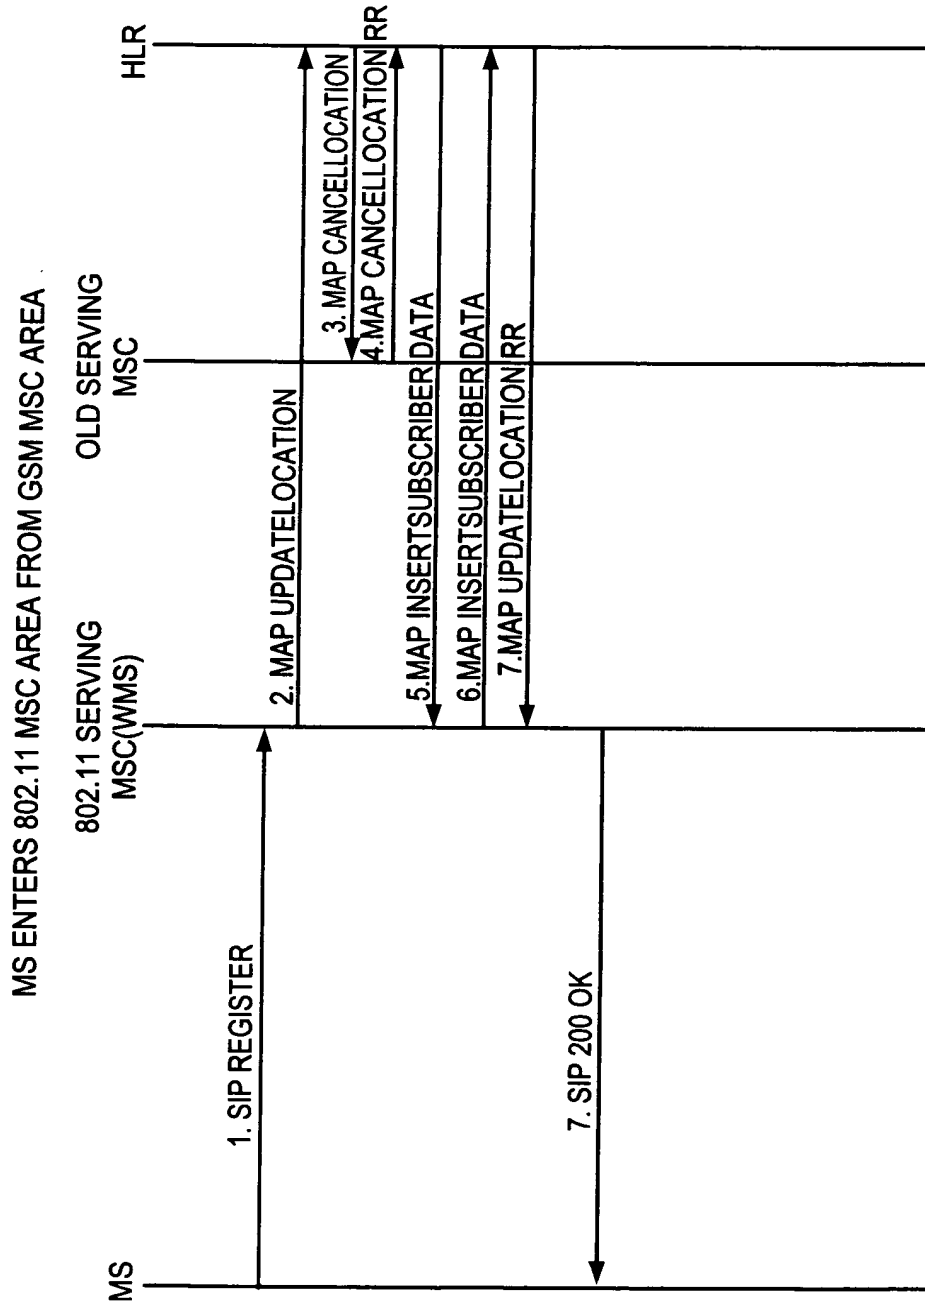 MS ENTERS 802.11 MSC AREA FROM GSM MSC AREA
MS
802.11 SERVING
MSC(WMS)
OLD SERVING
MSC
HLR
1. SIP REGISTER
2. MAP UPDATELOCATION
3. MAP CANCELLOCATION
4.MAP CANCELLOCATION RR
5.MAP INSERTSUBSCRIBER DATA
6.MAP INSERTSUBSCRIBER DATA
7.MAP UPDATELOCATION RR
7. SIP 200 OK